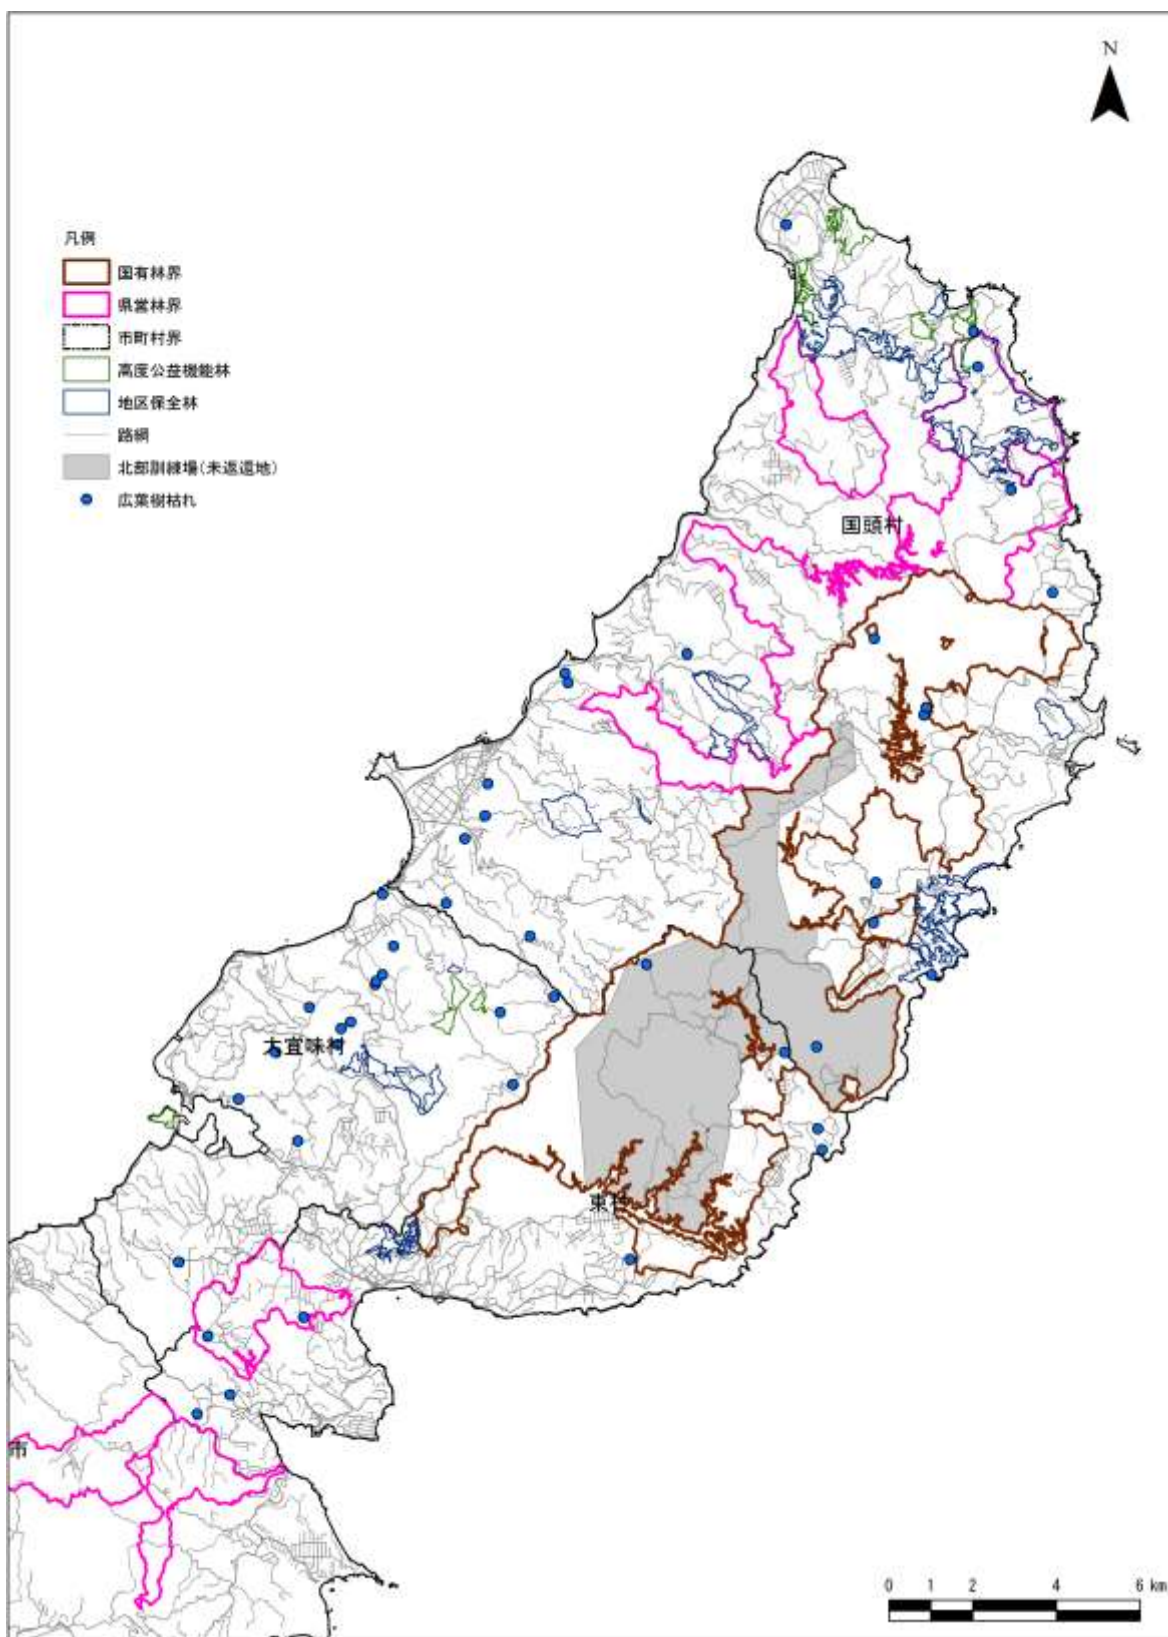 N
凡例
国有林界
県営林界
市町村界
高度公益機能林
地区保全林
路網
北部訓練場(未返還地)
広葉樹枯れ
国頭村
大宜味村
東村
市
0 1 2 4 6 km